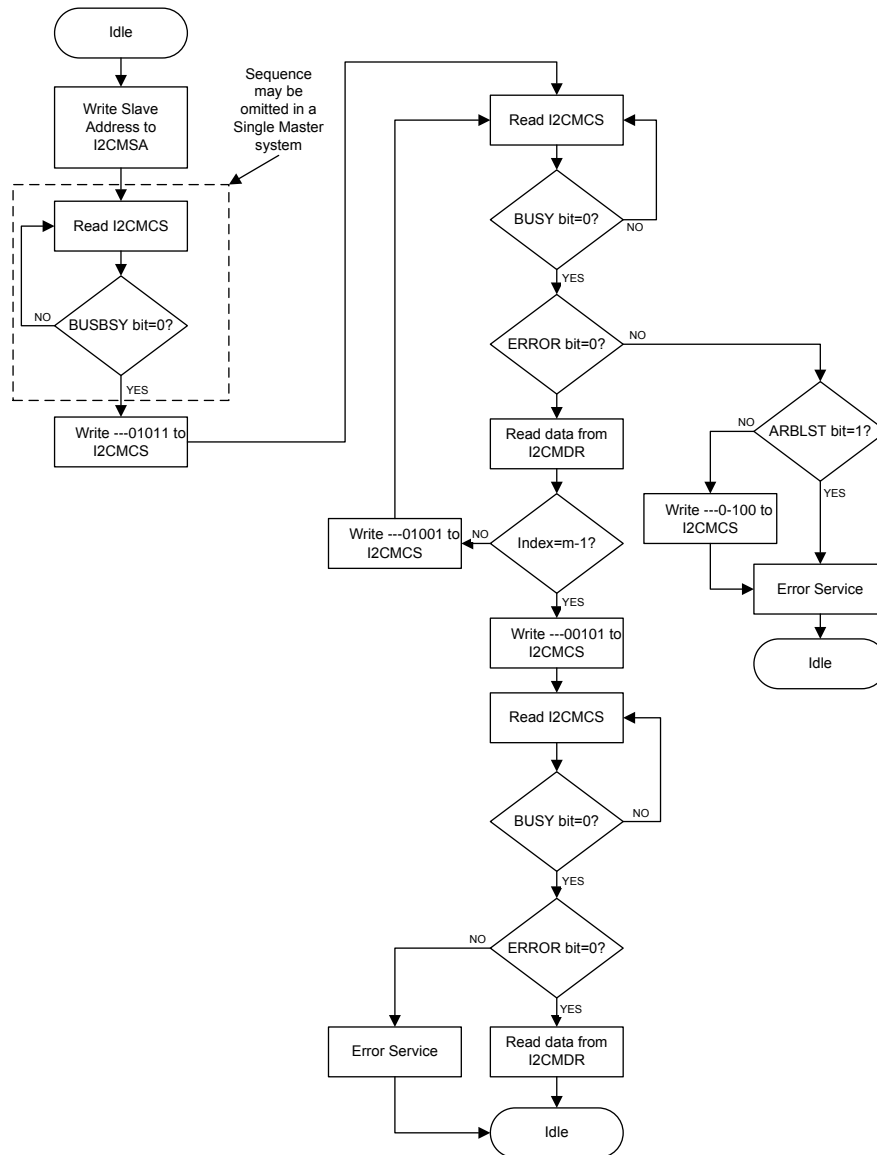 Idle
Write Slave
Address to
I2CMSA
Sequence
may be
omitted in a
Single Master
system
Read I2CMCS
BUSBSY bit=0?
NO
YES
Write ---01011 to
I2CMCS
Read I2CMCS
BUSY bit=0?
NO
YES
ERROR bit=0?
NO
YES
Read data from
I2CMDR
ARBLST bit=1?
NO
YES
Write ---0-100 to
I2CMCS
Index=m-1?
NO
Write ---01001 to
I2CMCS
YES
Error Service
Idle
Write ---00101 to
I2CMCS
Read I2CMCS
BUSY bit=0?
NO
YES
ERROR bit=0?
NO
YES
Error Service
Read data from
I2CMDR
Idle